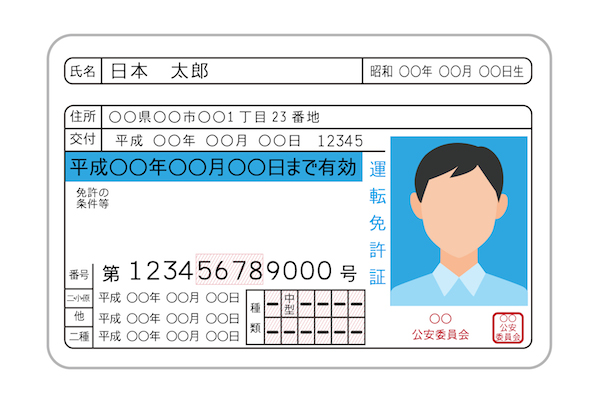 氏名 日本　太郎 昭和 〇〇年 〇〇月 〇〇日生
住所 〇〇県〇〇市〇〇1丁目23番地
交付 平成 〇〇年 〇〇月 〇〇日 12345
平成〇〇年〇〇月〇〇日まで有効
免許の
条件等
運転免許証
番号 第 123456789000 号
二・小・原 平成 〇〇年 〇〇月 〇〇日
他 平成 〇〇年 〇〇月 〇〇日
二種 平成 〇〇年 〇〇月 〇〇日
種類 ー 中型 ー ー ー ー
ー ー ー ー ー ー
〇〇
公安委員会
〇〇
公安
委員会